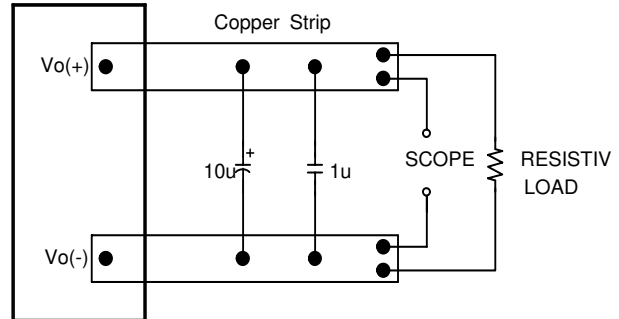 Copper Strip
Vo(+)
+
10u
1u
SCOPE
RESISTIV
LOAD
Vo(-)